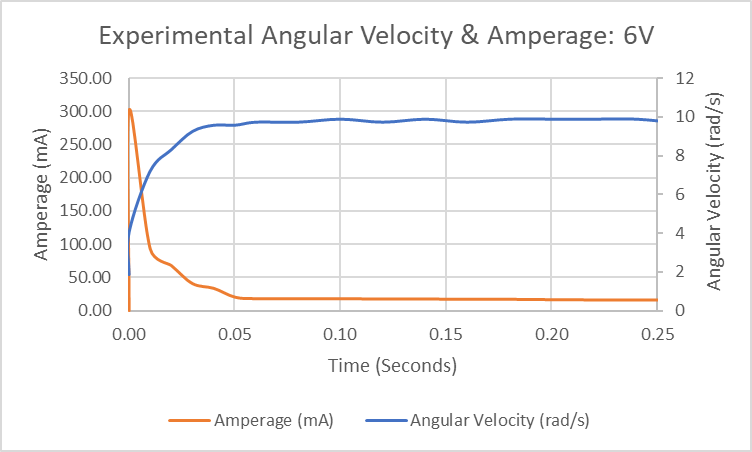 Experimental Angular Velocity & Amperage: 6V
350.00
300.00
250.00
200.00
150.00
100.00
50.00
0.00
Amperage (mA)
12
10
8
6
4
2
0
Angular Velocity (rad/s)
0.00 0.05 0.10 0.15 0.20 0.25
Time (Seconds)
Amperage (mA) Angular Velocity (rad/s)